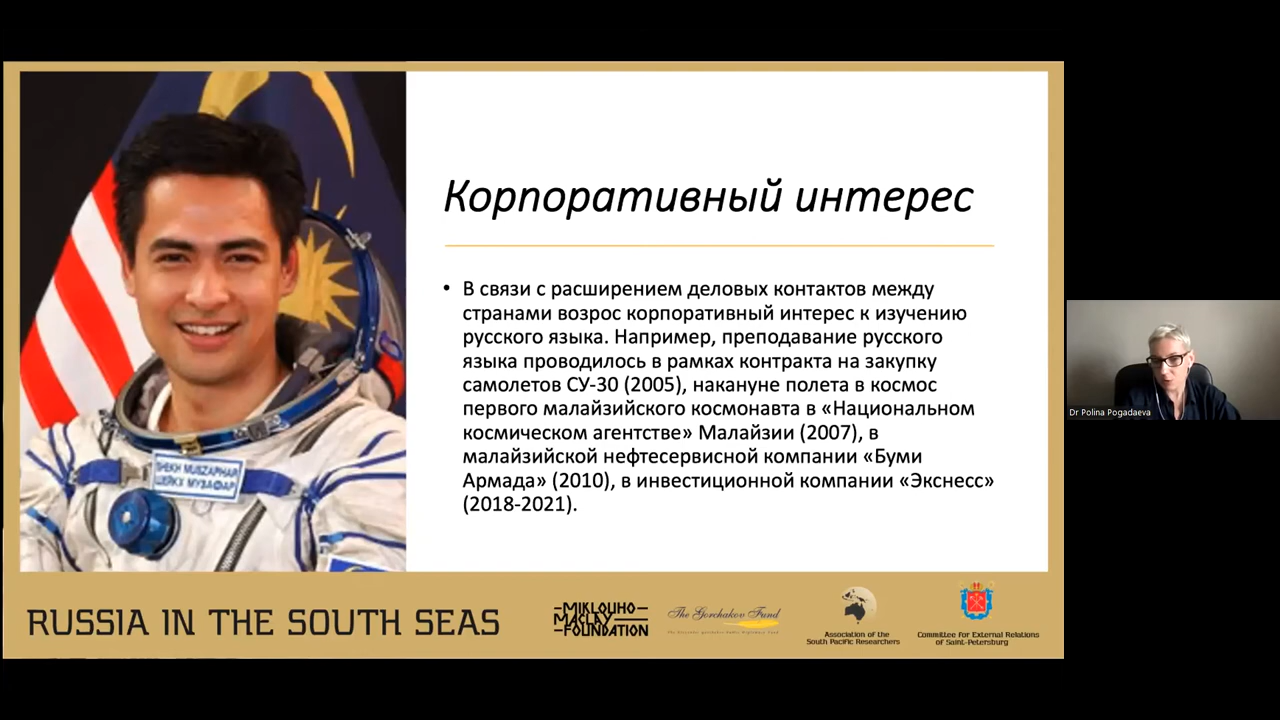 Корпоративный интерес
• В связи с расширением деловых контактов между
странами возрос корпоративный интерес к изучению
русского языка. Например, преподавание русского
языка проводилось в рамках контракта на закупку
самолетов СУ-30 (2005), накануне полета в космос
первого малайзийского космонавта в «Национальном
космическом агентстве» Малайзии (2007), в
малайзийской нефтесервисной компании «Буми
Армада» (2010), в инвестиционной компании «Экснесс»
(2018-2021).
SHEKH MUSZAPHAR
ШЕЙКХ МУЗАФАР
Dr Polina Pogadaeva
RUSSIA IN THE SOUTH SEAS
MIKLOUHO
MACLAY
FOUNDATION
The Gorchakov Fund
Association of the
South Pacific Researchers
Committee for External Relations
of Saint-Petersburg